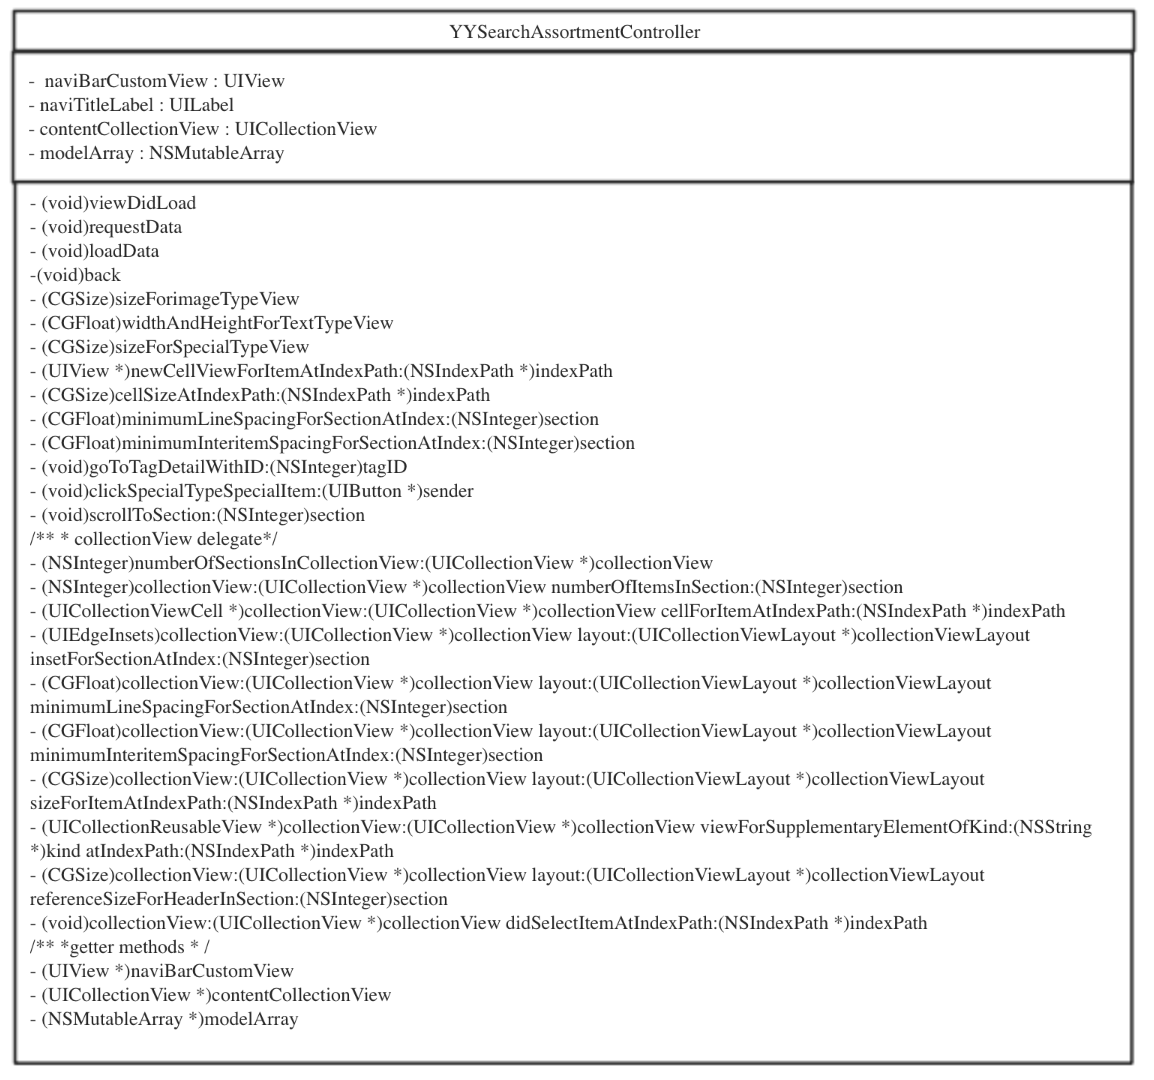 YYSearchAssortmentController
- naviBarCustomView : UIView
- naviTitleLabel : UILabel
- contentCollectionView : UICollectionView
- modelArray : NSMutableArray
- (void)viewDidLoad
- (void)requestData
- (void)loadData
-(void)back
- (CGSize)sizeForimageTypeView
- (CGFloat)widthAndHeightForTextTypeView
- (CGSize)sizeForSpecialTypeView
- (UIView *)newCellViewForItemAtIndexPath:(NSIndexPath *)indexPath
- (CGSize)cellSizeAtIndexPath:(NSIndexPath *)indexPath
- (CGFloat)minimumLineSpacingForSectionAtIndex:(NSInteger)section
- (CGFloat)minimumInteritemSpacingForSectionAtIndex:(NSInteger)section
- (void)goToTagDetailWithID:(NSInteger)tagID
- (void)clickSpecialTypeSpecialItem:(UIButton *)sender
- (void)scrollToSection:(NSInteger)section
/** * collectionView delegate*/
- (NSInteger)numberOfSectionsInCollectionView:(UICollectionView *)collectionView
- (NSInteger)collectionView:(UICollectionView *)collectionView numberOfItemsInSection:(NSInteger)section
- (UICollectionViewCell *)collectionView:(UICollectionView *)collectionView cellForItemAtIndexPath:(NSIndexPath *)indexPath
- (UIEdgeInsets)collectionView:(UICollectionView *)collectionView layout:(UICollectionViewLayout *)collectionViewLayout
insetForSectionAtIndex:(NSInteger)section
- (CGFloat)collectionView:(UICollectionView *)collectionView layout:(UICollectionViewLayout *)collectionViewLayout
minimumLineSpacingForSectionAtIndex:(NSInteger)section
- (CGFloat)collectionView:(UICollectionView *)collectionView layout:(UICollectionViewLayout *)collectionViewLayout
minimumInteritemSpacingForSectionAtIndex:(NSInteger)section
- (CGSize)collectionView:(UICollectionView *)collectionView layout:(UICollectionViewLayout *)collectionViewLayout
sizeForItemAtIndexPath:(NSIndexPath *)indexPath
- (UICollectionReusableView *)collectionView:(UICollectionView *)collectionView viewForSupplementaryElementOfKind:(NSString
*)kind atIndexPath:(NSIndexPath *)indexPath
- (CGSize)collectionView:(UICollectionView *)collectionView layout:(UICollectionViewLayout *)collectionViewLayout
referenceSizeForHeaderInSection:(NSInteger)section
- (void)collectionView:(UICollectionView *)collectionView didSelectItemAtIndexPath:(NSIndexPath *)indexPath
/** *getter methods * /
- (UIView *)naviBarCustomView
- (UICollectionView *)contentCollectionView
- (NSMutableArray *)modelArray